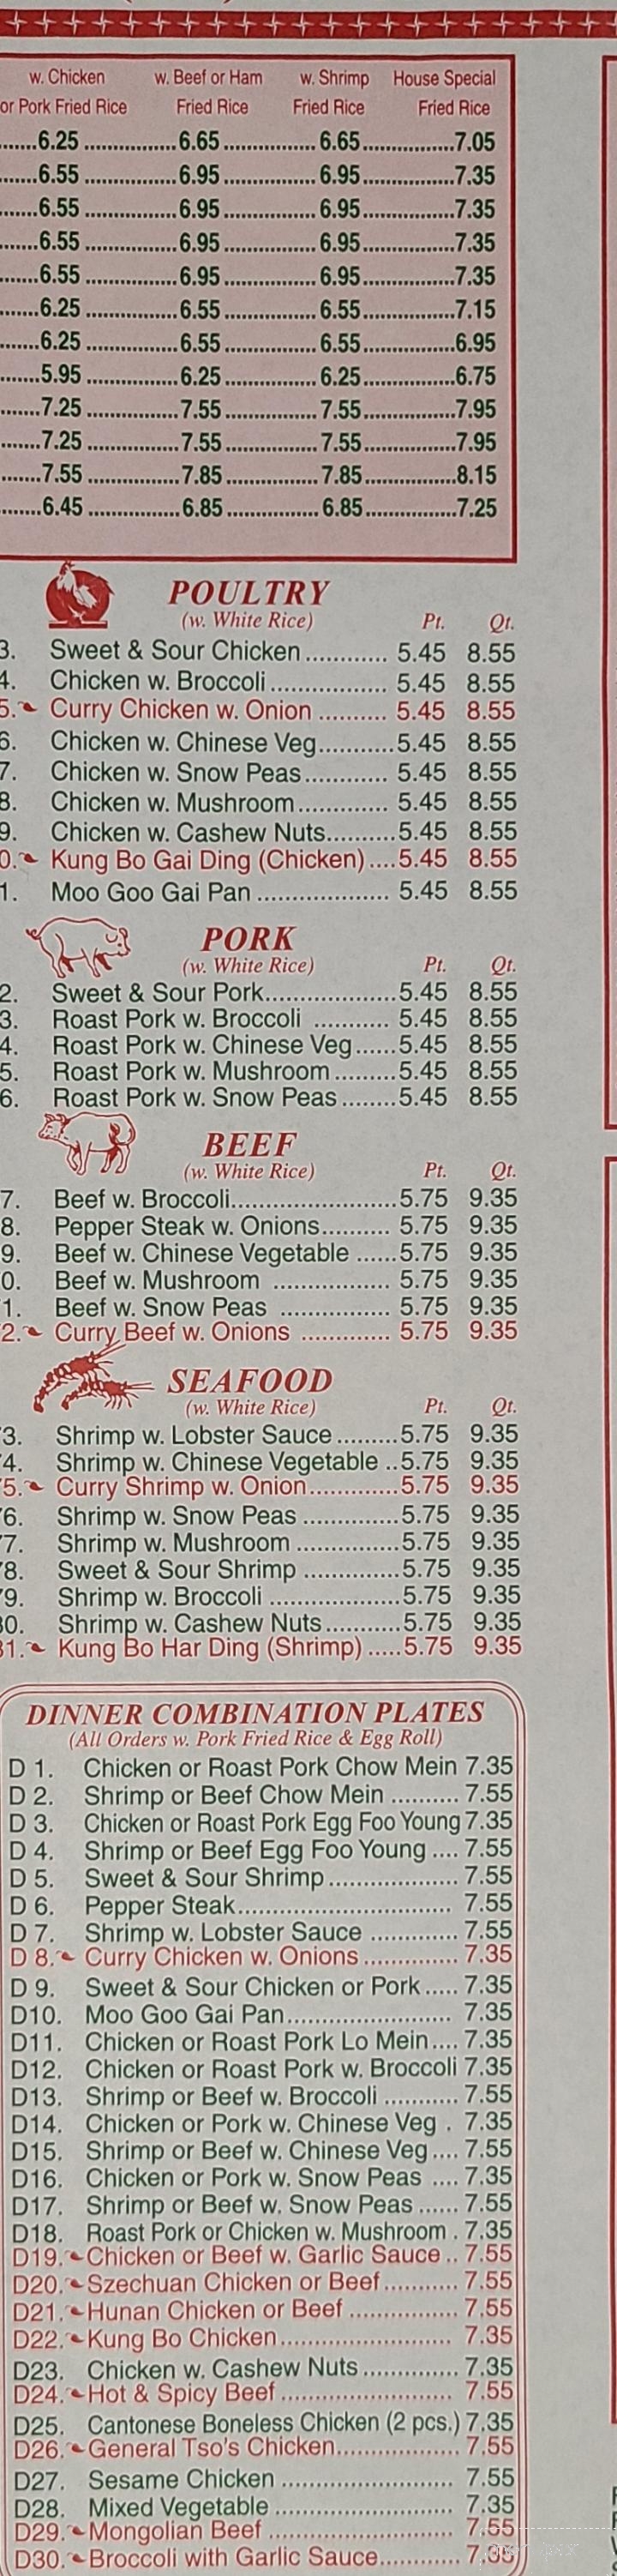 w. Chicken w. Beef or Ham w. Shrimp House Special
or Pork Fried Rice Fried Rice Fried Rice Fried Rice
.......6.25 ................6.65 ................ 6.65................7.05
.......6.55 ................6.95 ................ 6.95................7.35
.......6.55 ................6.95 ................ 6.95................7.35
.......6.55 ................6.95 ................ 6.95................7.35
.......6.55 ................6.95 ................ 6.95................7.35
.......6.25 ................6.55 ................ 6.55................7.15
.......6.25 ................6.55 ................ 6.55................6.95
.......5.95 ................6.25 ................ 6.25................6.75
.......7.25 ................7.55 ................ 7.55................7.95
.......7.25 ................7.55 ................ 7.55................7.95
.......7.55 ................7.85 ................ 7.85................8.15
.......6.45 ................6.85 ................ 6.85................7.25
POULTRY
(w. White Rice) Pt. Qt.
3. Sweet & Sour Chicken............ 5.45 8.55
4. Chicken w. Broccoli................. 5.45 8.55
5. Curry Chicken w. Onion .......... 5.45 8.55
6. Chicken w. Chinese Veg...........5.45 8.55
7. Chicken w. Snow Peas............ 5.45 8.55
8. Chicken w. Mushroom............. 5.45 8.55
9. Chicken w. Cashew Nuts..........5.45 8.55
0. Kung Bo Gai Ding (Chicken)....5.45 8.55
1. Moo Goo Gai Pan ................... 5.45 8.55
PORK
(w. White Rice) Pt. Qt.
2. Sweet & Sour Pork...................5.45 8.55
3. Roast Pork w. Broccoli ........... 5.45 8.55
4. Roast Pork w. Chinese Veg......5.45 8.55
5. Roast Pork w. Mushroom.........5.45 8.55
6. Roast Pork w. Snow Peas........5.45 8.55
BEEF
(w. White Rice) Pt. Qt.
7. Beef w. Broccoli........................5.75 9.35
8. Pepper Steak w. Onions.......... 5.75 9.35
9. Beef w. Chinese Vegetable ......5.75 9.35
0. Beef w. Mushroom ................. 5.75 9.35
1. Beef w. Snow Peas ................ 5.75 9.35
2. Curry Beef w. Onions ............. 5.75 9.35
SEAFOOD
(w. White Rice) Pt. Qt.
73. Shrimp w. Lobster Sauce.........5.75 9.35
74. Shrimp w. Chinese Vegetable ..5.75 9.35
75. Curry Shrimp w. Onion.............5.75 9.35
76. Shrimp w. Snow Peas ..............5.75 9.35
77. Shrimp w. Mushroom ...............5.75 9.35
78. Sweet & Sour Shrimp ..............5.75 9.35
79. Shrimp w. Broccoli ...................5.75 9.35
80. Shrimp w. Cashew Nuts...........5.75 9.35
81. Kung Bo Har Ding (Shrimp) .....5.75 9.35
DINNER COMBINATION PLATES
(All Orders w. Pork Fried Rice & Egg Roll)
D 1. Chicken or Roast Pork Chow Mein 7.35
D 2. Shrimp or Beef Chow Mein .......... 7.55
D 3. Chicken or Roast Pork Egg Foo Young 7.35
D 4. Shrimp or Beef Egg Foo Young .... 7.55
D 5. Sweet & Sour Shrimp................... 7.55
D 6. Pepper Steak................................ 7.55
D 7. Shrimp w. Lobster Sauce ............. 7.55
D 8. Curry Chicken w. Onions.............. 7.35
D 9. Sweet & Sour Chicken or Pork..... 7.35
D10. Moo Goo Gai Pan........................ 7.35
D11. Chicken or Roast Pork Lo Mein.... 7.35
D12. Chicken or Roast Pork w. Broccoli 7.35
D13. Shrimp or Beef w. Broccoli ........... 7.55
D14. Chicken or Pork w. Chinese Veg . 7.35
D15. Shrimp or Beef w. Chinese Veg.... 7.55
D16. Chicken or Pork w. Snow Peas .... 7.35
D17. Shrimp or Beef w. Snow Peas ...... 7.55
D18. Roast Pork or Chicken w. Mushroom . 7.35
D19. Chicken or Beef w. Garlic Sauce .. 7.55
D20. Szechuan Chicken or Beef........... 7.55
D21. Hunan Chicken or Beef ................ 7.55
D22. Kung Bo Chicken.......................... 7.35
D23. Chicken w. Cashew Nuts.............. 7.35
D24. Hot & Spicy Beef.......................... 7.55
D25. Cantonese Boneless Chicken (2 pcs.) 7.35
D26. General Tso's Chicken.................. 7.55
D27. Sesame Chicken .......................... 7.55
D28. Mixed Vegetable ........................... 7.35
D29. Mongolian Beef ............................ 7.55
D30. Broccoli with Garlic Sauce............